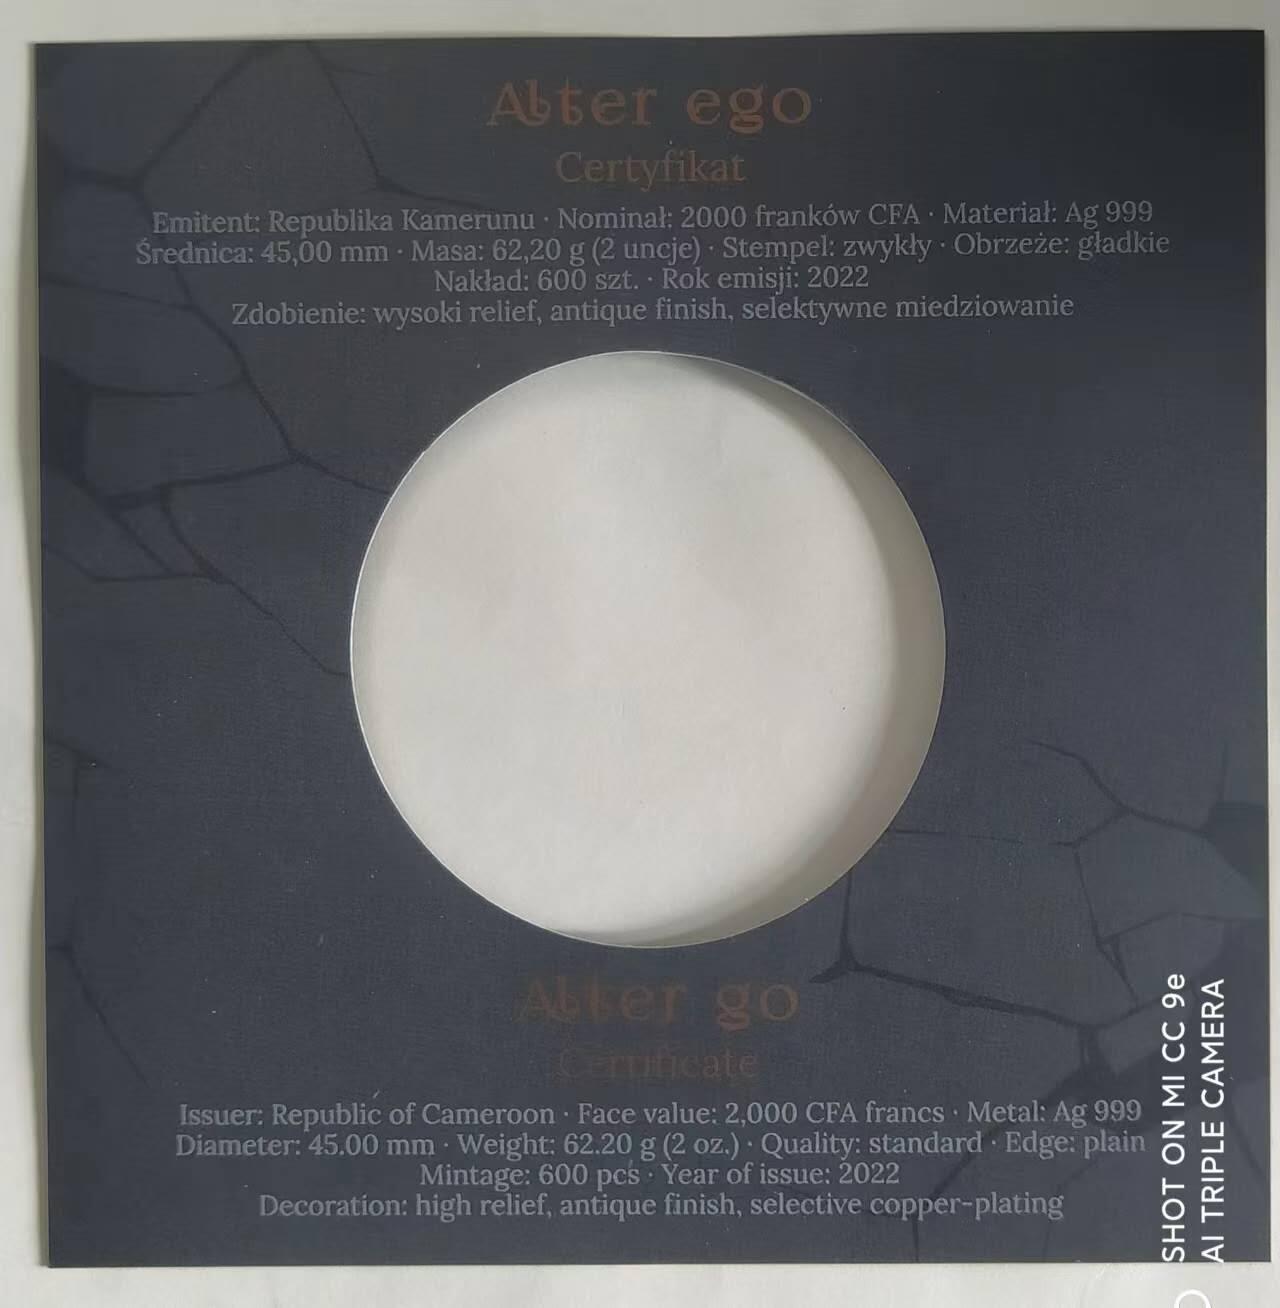 Alter ego
Certyfikat
Emitent: Republika Kamerunu · Nominał: 2000 franków CFA · Materiał: Ag 999
Średnica: 45,00 mm · Masa: 62,20 g (2 uncje) · Stempel: zwykły · Obrzeże: gładkie
Nakład: 600 szt. · Rok emisji: 2022
Zdobienie: wysoki relief, antique finish, selektywne miedziowanie
Alter go
Certificate
Issuer: Republic of Cameroon · Face value: 2,000 CFA francs · Metal: Ag 999
Diameter: 45.00 mm · Weight: 62.20 g (2 oz.) · Quality: standard · Edge: plain
Mintage: 600 pcs · Year of issue: 2022
Decoration: high relief, antique finish, selective copper-plating
SHOT ON MI CC 9e
AI TRIPLE CAMERA